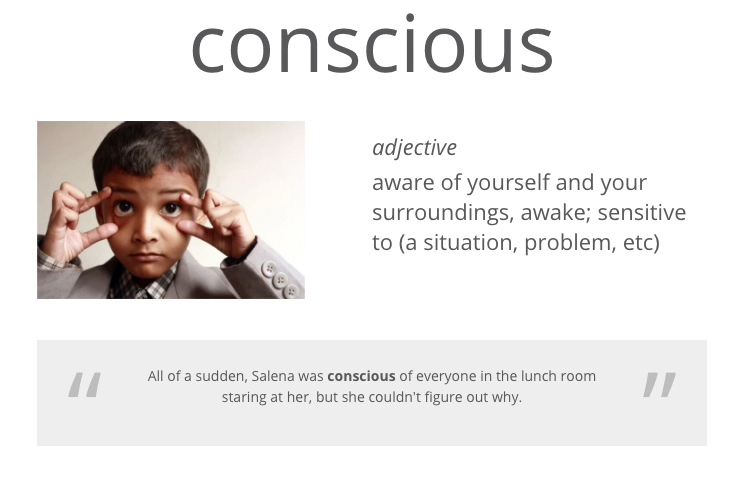 conscious
adjective
aware of yourself and your
surroundings, awake; sensitive
to (a situation, problem, etc)
“ All of a sudden, Salena was conscious of everyone in the lunch room ”
staring at her, but she couldn't figure out why.